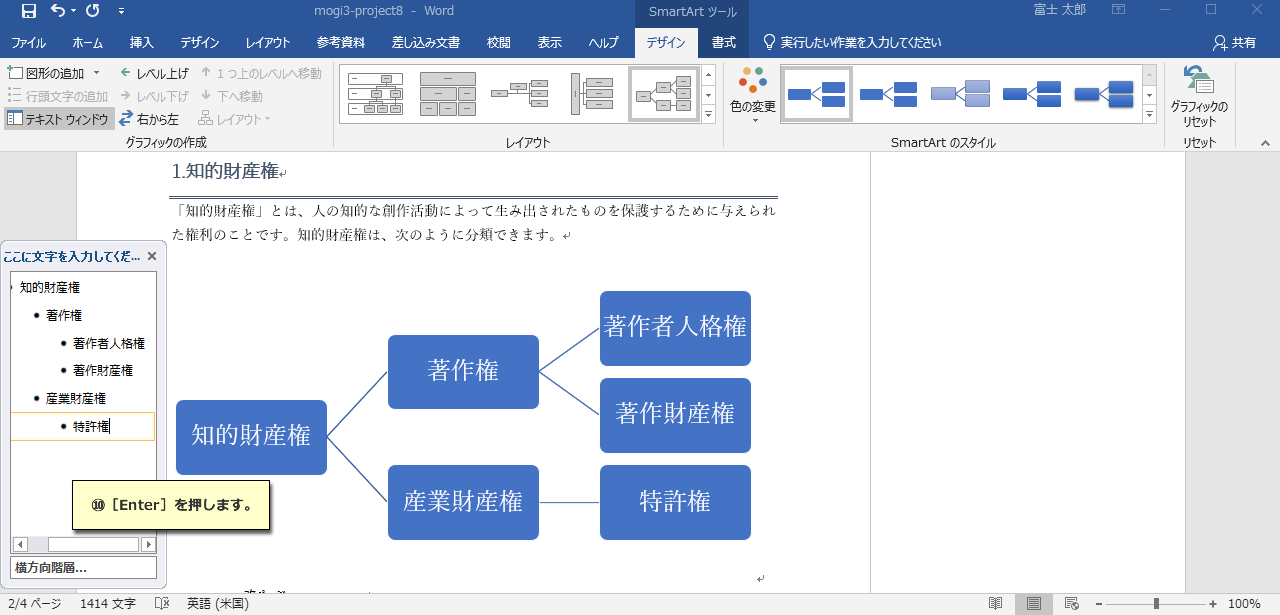 mogi3-project8 - Word
SmartArt ツール
富士 太郎
ファイル ホーム 挿入 デザイン レイアウト 参考資料 差し込み文書 校閲 表示 ヘルプ デザイン 書式 実行したい作業を入力してください 共有
図形の追加 レベル上げ 1 つ上のレベルへ移動
行頭文字の追加 レベル下げ 下へ移動
テキスト ウィンドウ 右から左 レイアウト
グラフィックの作成
レイアウト
色の変更
SmartArt のスタイル
グラフィックの
リセット
リセット
1.知的財産権
「知的財産権」とは、人の知的な創作活動によって生み出されたものを保護するために与えられ
た権利のことです。知的財産権は、次のように分類できます。
ここに文字を入力してくだ...
知的財産権
著作権
著作者人格権
著作財産権
産業財産権
特許権
横方向階層...
⑩［Enter］を押します。
知的財産権
著作権
著作者人格権
著作財産権
産業財産権
特許権
2/4 ページ 1414 文字 英語 (米国) 100%